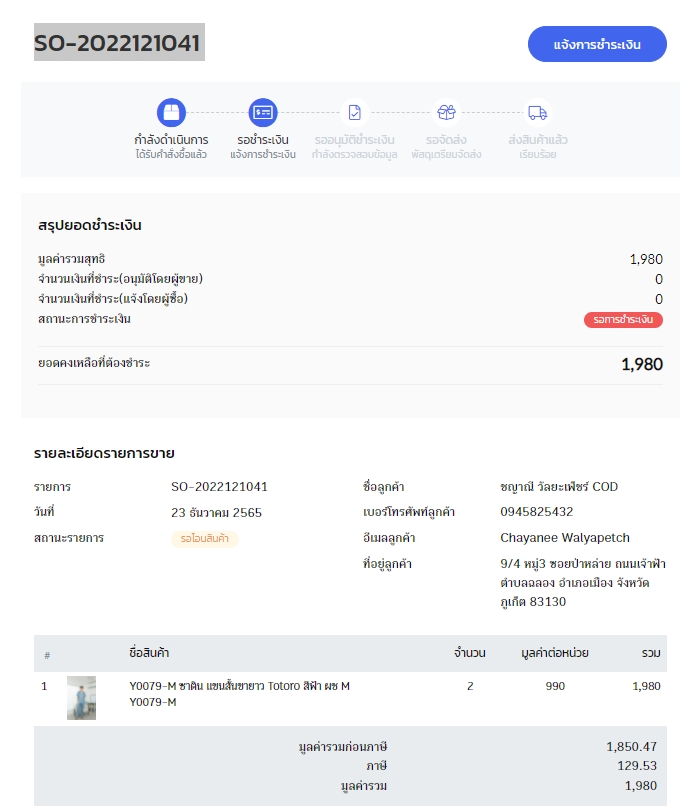 SO-2022121041
แจ้งการชำระเงิน
กำลังดำเนินการ
ได้รับคำสั่งซื้อแล้ว
รอชำระเงิน
แจ้งการชำระเงิน
รออนุมัติชำระเงิน
กำลังตรวจสอบข้อมูล
รอจัดส่ง
พัสดุเตรียมจัดส่ง
ส่งสินค้าแล้ว
เรียบร้อย
สรุปยอดชำระเงิน
มูลค่ารวมสุทธิ 1,980
จำนวนเงินที่ชำระ(อนุมัติโดยผู้ขาย) 0
จำนวนเงินที่ชำระ(แจ้งโดยผู้ซื้อ) 0
สถานะการชำระเงิน รอการชำระเงิน
ยอดคงเหลือที่ต้องชำระ 1,980
รายละเอียดรายการขาย
รายการ SO-2022121041 ชื่อลูกค้า ชญาณี วัลยะเพ็ชร์ COD
วันที่ 23 ธันวาคม 2565 เบอร์โทรศัพท์ลูกค้า 0945825432
สถานะรายการ รอโอนสินค้า อีเมลลูกค้า Chayanee Walyapetch
ที่อยู่ลูกค้า 9/4 หมู่3 ซอยป่าหล่าย ถนนเจ้าฟ้า
ตำบลฉลอง อำเภอเมือง จังหวัด
ภูเก็ต 83130
# ชื่อสินค้า จำนวน มูลค่าต่อหน่วย รวม
1 Y0079-M ซาติน แขนสั้นขายาว Totoro สีฟ้า ผช M 2 990 1,980
Y0079-M
มูลค่ารวมก่อนภาษี 1,850.47
ภาษี 129.53
มูลค่ารวม 1,980